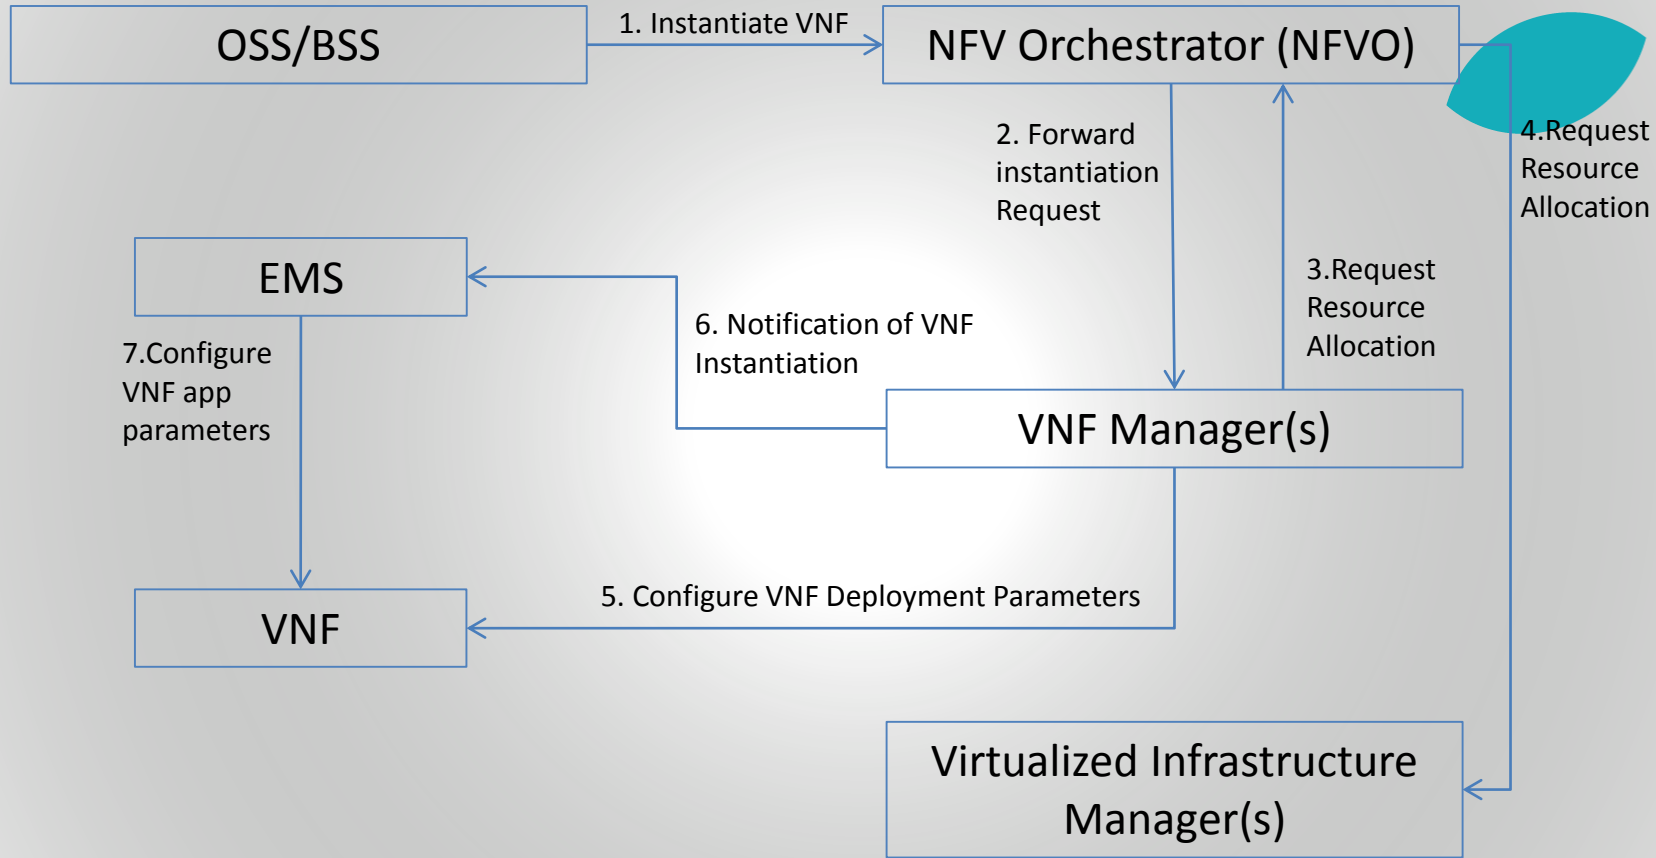 OSS/BSS
1. Instantiate VNF
NFV Orchestrator (NFVO)
2. Forward
instantiation
Request
4.Request
Resource
Allocation
EMS
3.Request
Resource
Allocation
6. Notification of VNF
Instantiation
7.Configure
VNF app
parameters
VNF Manager(s)
5. Configure VNF Deployment Parameters
VNF
Virtualized Infrastructure
Manager(s)